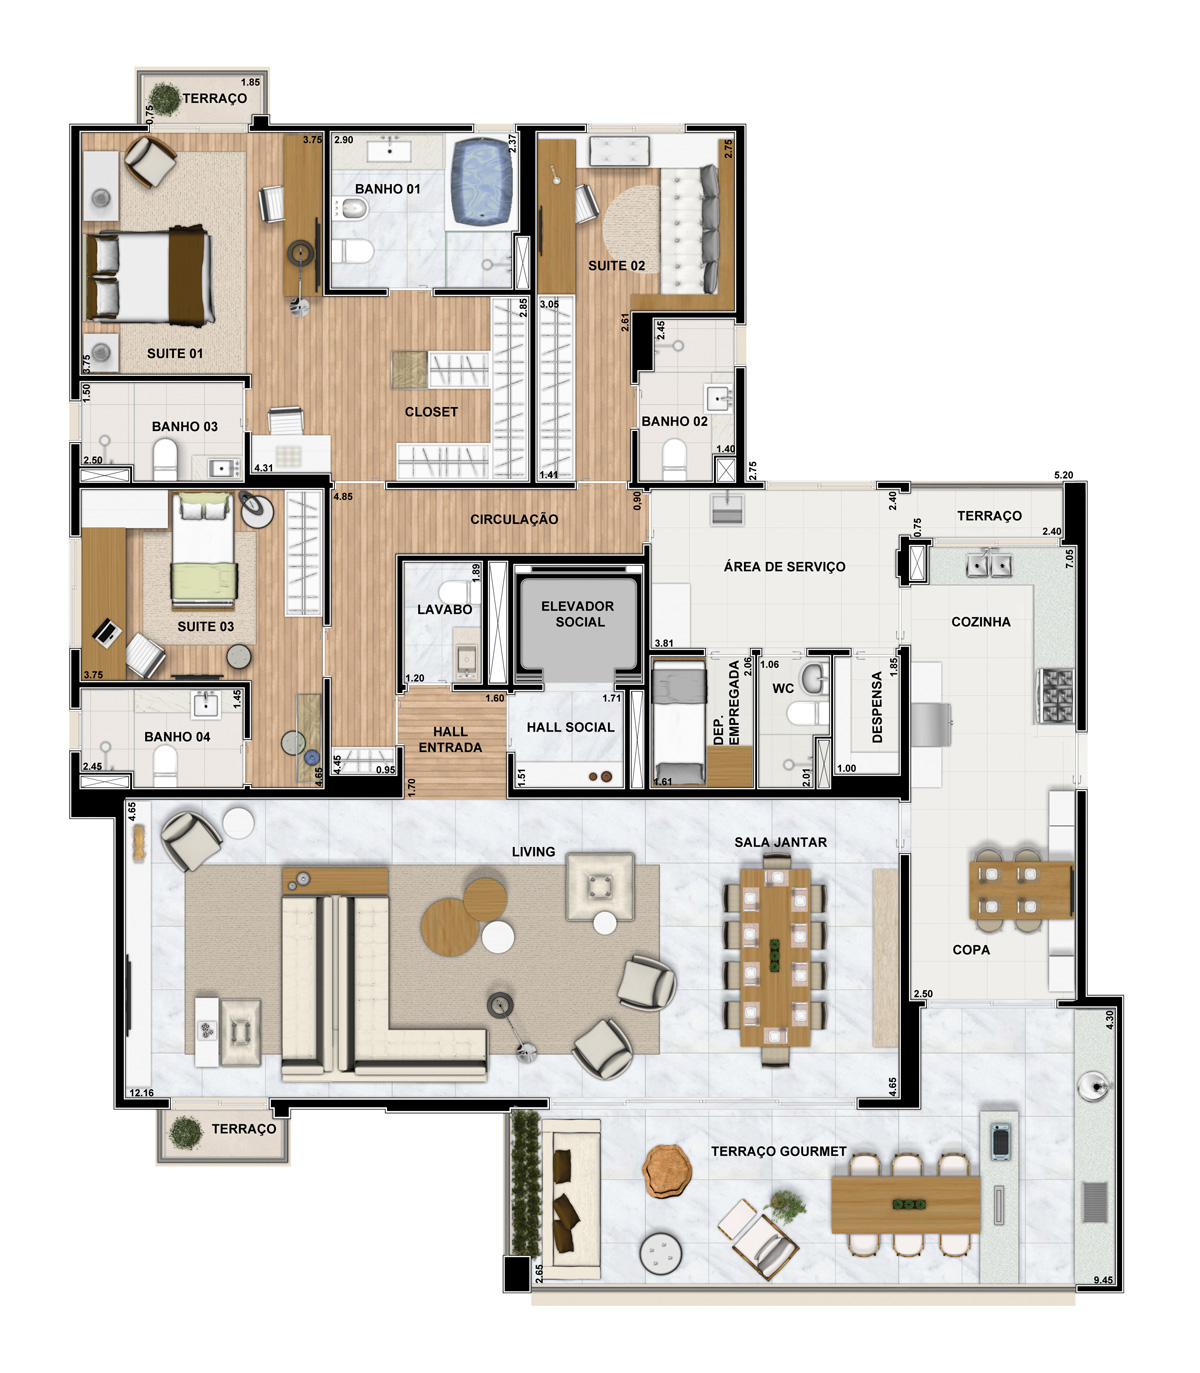 1.85
TERRAÇO
0,75
3.75
2.90
2.37
2.75
BANHO 01
SUITE 02
3.05
2.85
2.61
2.45
SUITE 01
3.75
1.50
CLOSET
BANHO 03
BANHO 02
2.50
4.31
1.41
1.40
2.75
5.20
4.85
0,90
2.40
CIRCULAÇÃO
TERRAÇO
0.75
2.40
7.05
ÁREA DE SERVIÇO
1.89
LAVABO
ELEVADOR
SOCIAL
COZINHA
SUITE 03
3.81
3.75
1.20
2.06
1.06
1.85
WC
DEP.
EMPREGADA
DESPENSA
1.45
1.60
1.71
HALL SOCIAL
HALL
ENTRADA
BANHO 04
2.45
4.65
4.45
0.95
1.70
1.51
1.61
2.01
1.00
4.65
LIVING
SALA JANTAR
COPA
2.50
4.30
12.16
4.65
TERRAÇO
TERRAÇO GOURMET
2.65
9.45